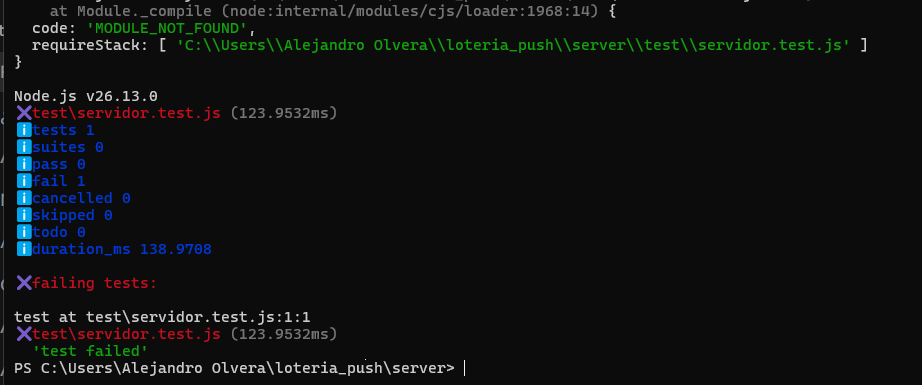 at Module._compile (node:internal/modules/cjs/loader:1968:14) {
code: 'MODULE_NOT_FOUND',
requireStack: [ 'C:\\Users\\Alejandro Olvera\\loteria_push\\server\\test\\servidor.test.js' ]
}
Node.js v26.13.0
❌test\servidor.test.js (123.9532ms)
ℹtests 1
ℹsuites 0
ℹpass 0
ℹfail 1
ℹcancelled 0
ℹskipped 0
ℹtodo 0
ℹduration_ms 138.9708
❌failing tests:
test at test\servidor.test.js:1:1
❌test\servidor.test.js (123.9532ms)
'test failed'
PS C:\Users\Alejandro Olvera\loteria_push\server>